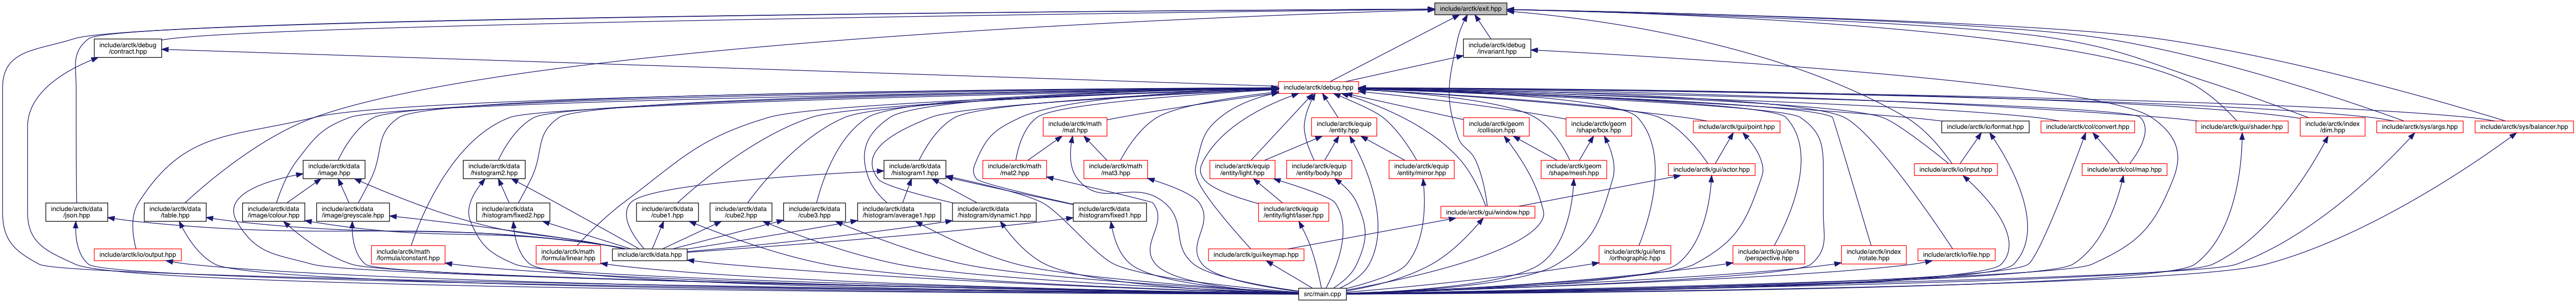 include/arctk/exit.hpp
include/arctk/debug
/contract.hpp
include/arctk/debug
/invariant.hpp
include/arctk/debug.hpp
include/arctk/math
/mat.hpp
include/arctk/equip
/entity.hpp
include/arctk/geom
/collision.hpp
include/arctk/geom
/shape/box.hpp
include/arctk/gui/point.hpp
include/arctk/io/format.hpp
include/arctk/col/convert.hpp
include/arctk/gui/shader.hpp
include/arctk/index
/dim.hpp
include/arctk/sys/args.hpp
include/arctk/sys/balancer.hpp
include/arctk/data
/image.hpp
include/arctk/data
/histogram2.hpp
include/arctk/data
/histogram1.hpp
include/arctk/math
/mat2.hpp
include/arctk/math
/mat3.hpp
include/arctk/equip
/entity/light.hpp
include/arctk/equip
/entity/body.hpp
include/arctk/equip
/entity/mirror.hpp
include/arctk/geom
/shape/mesh.hpp
include/arctk/gui/actor.hpp
include/arctk/io/input.hpp
include/arctk/col/map.hpp
include/arctk/data
/json.hpp
include/arctk/data
/table.hpp
include/arctk/data
/image/colour.hpp
include/arctk/data
/image/greyscale.hpp
include/arctk/data
/histogram/fixed2.hpp
include/arctk/data
/cube1.hpp
include/arctk/data
/cube2.hpp
include/arctk/data
/cube3.hpp
include/arctk/data
/histogram/average1.hpp
include/arctk/data
/histogram/dynamic1.hpp
include/arctk/data
/histogram/fixed1.hpp
include/arctk/equip
/entity/light/laser.hpp
include/arctk/gui/window.hpp
include/arctk/io/output.hpp
include/arctk/math
/formula/constant.hpp
include/arctk/math
/formula/linear.hpp
include/arctk/data.hpp
include/arctk/gui/keymap.hpp
include/arctk/gui/lens
/orthographic.hpp
include/arctk/gui/lens
/perspective.hpp
include/arctk/index
/rotate.hpp
include/arctk/io/file.hpp
src/main.cpp